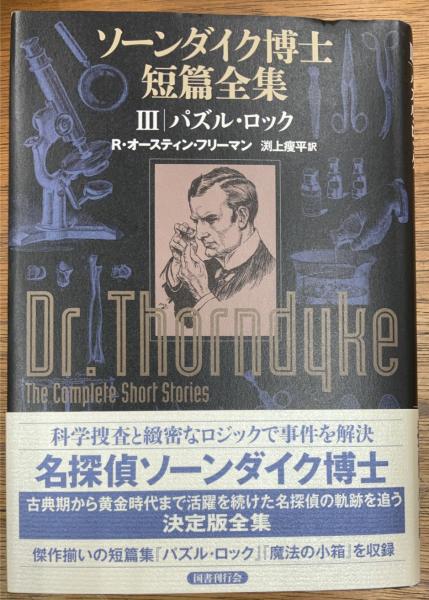 ソーンダイク博士
短篇全集
III|パズル・ロック
R・オースティン・フリーマン 渕上瘦平訳
Dr. Thorndyke
The Complete Short Stories
科学捜査と緻密なロジックで事件を解決
名探偵ソーンダイク博士
古典期から黄金時代まで活躍を続けた名探偵の軌跡を追う
決定版全集
傑作揃いの短篇集『パズル・ロック』『魔法の小箱』を収録
国書刊行会